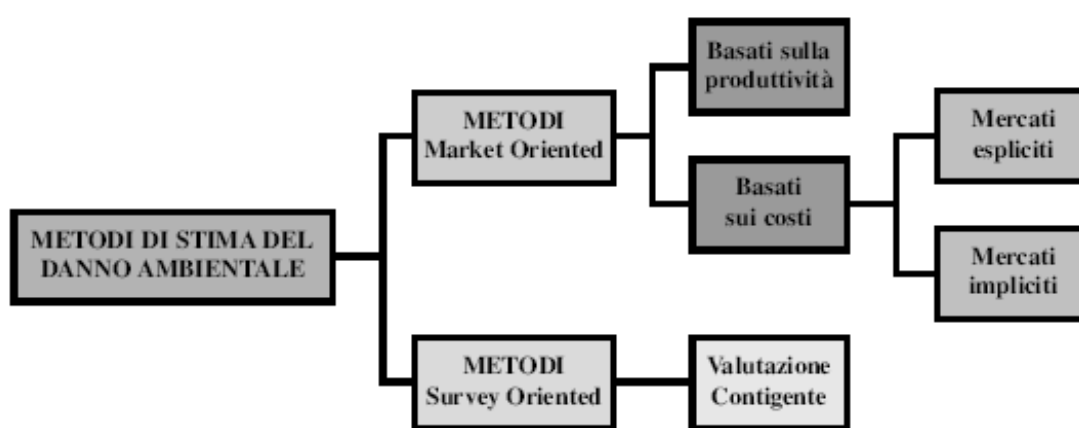 Basati sulla
produttività
METODI
Market Oriented
Mercati
espliciti
Basati
sui costi
METODI DI STIMA DEL
DANNO AMBIENTALE
Mercati
impliciti
METODI
Survey Oriented
Valutazione
Contigente